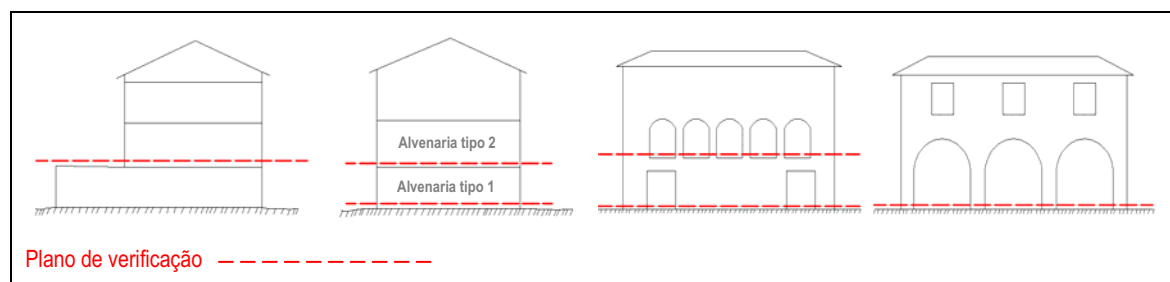 Alvenaria tipo 2
Alvenaria tipo 1
Plano de verificação